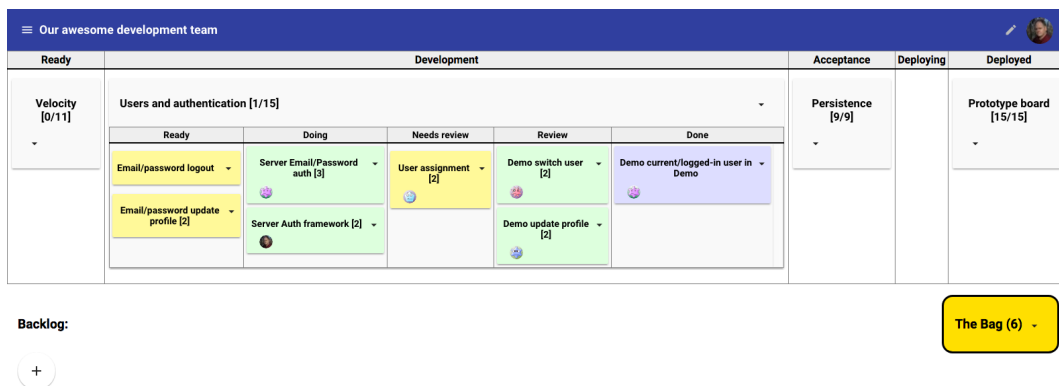 Our awesome development team
Ready Development Acceptance Deploying Deployed
Velocity
[0/11]
Users and authentication [1/15]
Ready Doing Needs review Review Done
Email/password logout
Email/password update
profile [2]
Server Email/Password
auth [3]
Server Auth framework [2]
User assignment
[2]
Demo switch user
[2]
Demo update profile
[2]
Demo current/logged-in user in
Demo
Persistence
[9/9]
Prototype board
[15/15]
Backlog:
The Bag (6)
+